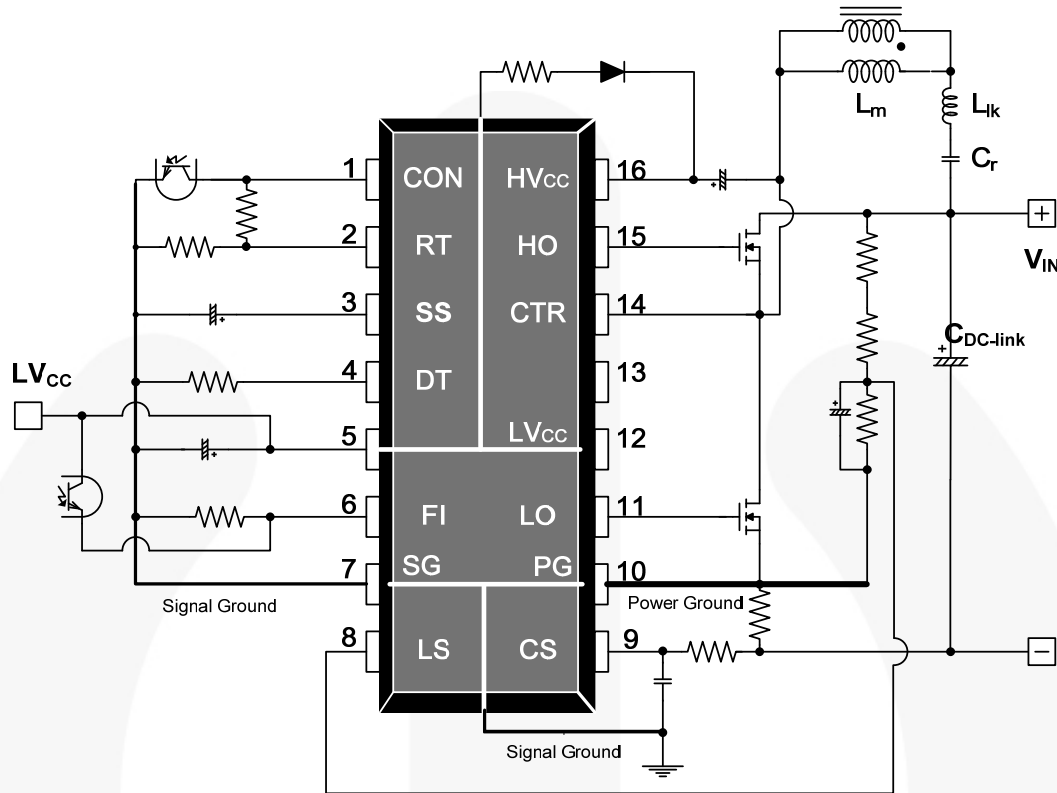 Lm
Llk
Cr
1
CON
HVCC
16
2
RT
HO
15
VIN
+
3
SS
CTR
14
CDC-link
+
LVCC
4
DT
13
5
LVCC
12
6
FI
LO
11
7
SG
PG
10
Signal Ground
Power Ground
8
LS
CS
9
-
Signal Ground